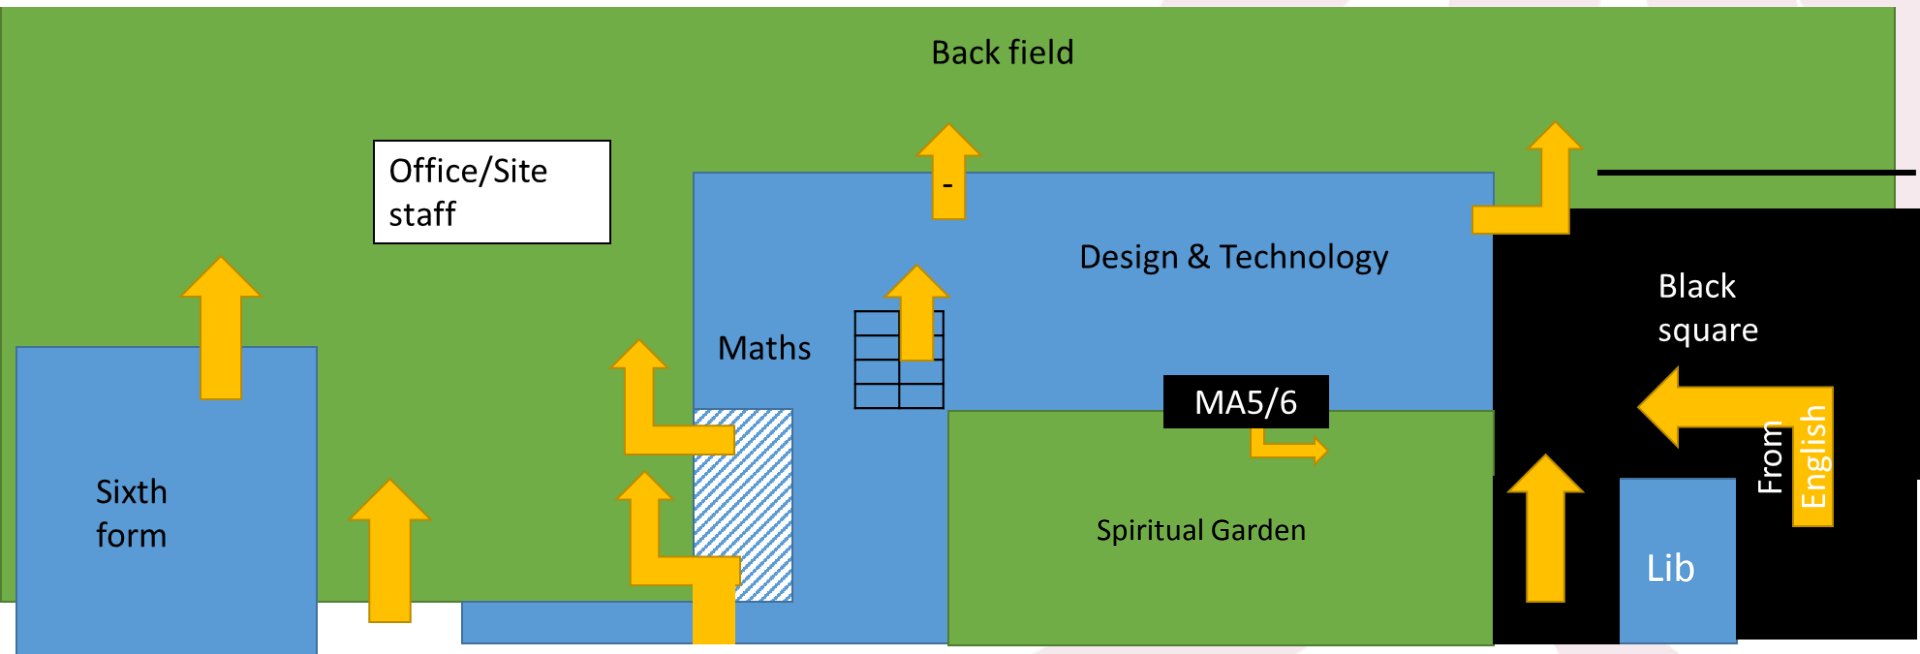 Back field
Office/Site
staff
-
Design & Technology
Black
square
Maths
MA5/6
From
English
Sixth
form
Spiritual Garden
Lib